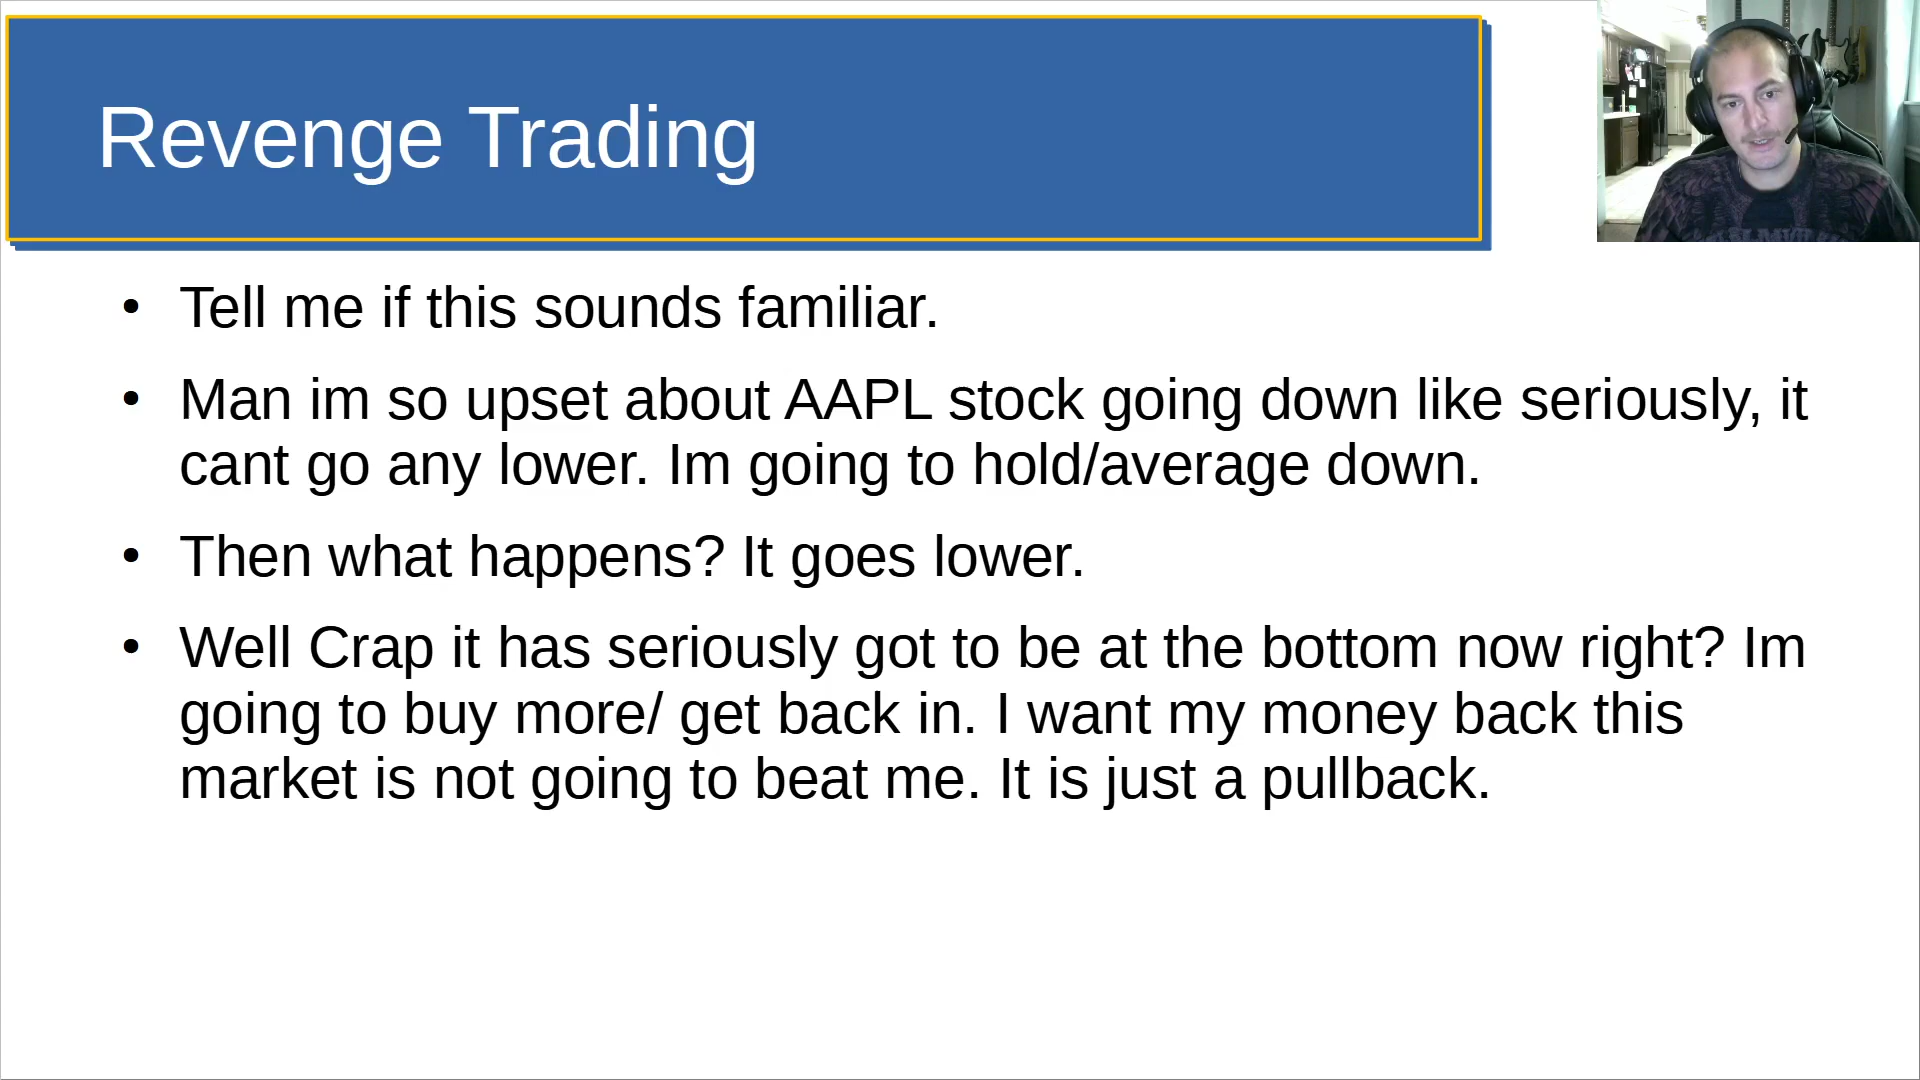 Revenge Trading
• Tell me if this sounds familiar.
• Man im so upset about AAPL stock going down like seriously, it
cant go any lower. Im going to hold/average down.
• Then what happens? It goes lower.
• Well Crap it has seriously got to be at the bottom now right? Im
going to buy more/ get back in. I want my money back this
market is not going to beat me. It is just a pullback.